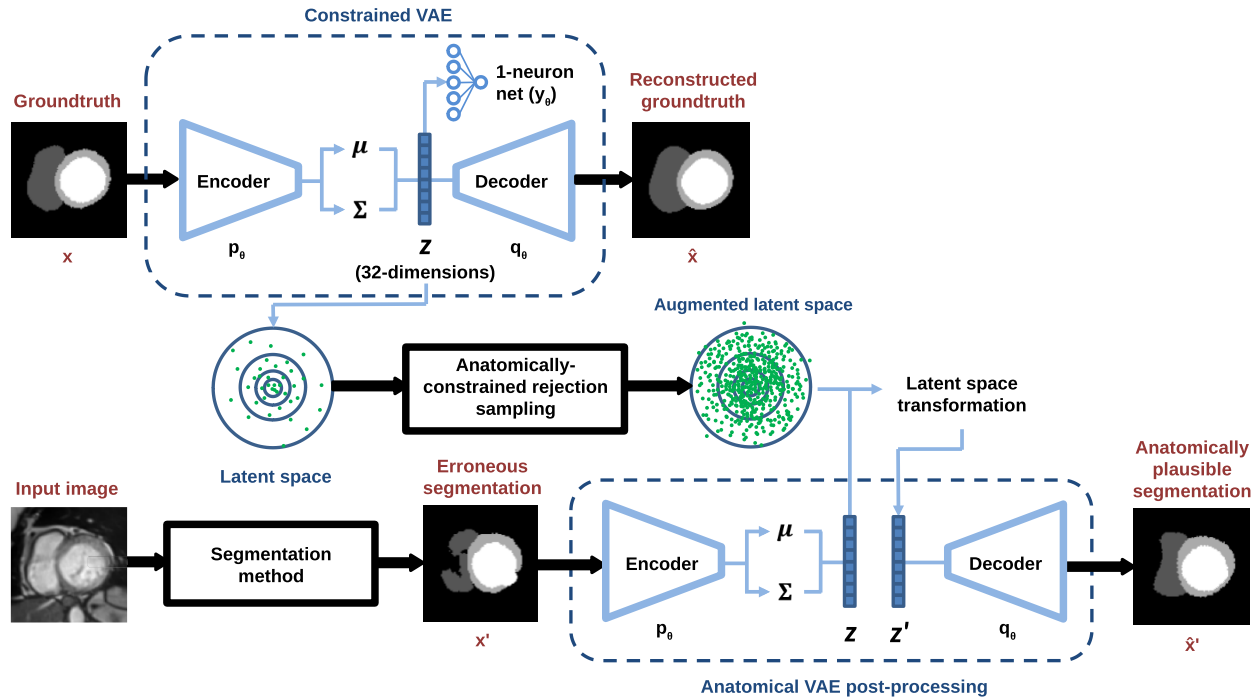 Constrained VAE
1-neuron
net (yθ)
Groundtruth
Reconstructed
groundtruth
Encoder
μ
Σ
Decoder
x
pθ
z
(32-dimensions)
qθ
x̂
Augmented latent space
Anatomically-
constrained rejection
sampling
Latent space
transformation
Latent space
Input image
Erroneous
segmentation
Anatomically
plausible
segmentation
Segmentation
method
Encoder
μ
Σ
Decoder
x'
pθ
z
z'
qθ
x̂'
Anatomical VAE post-processing